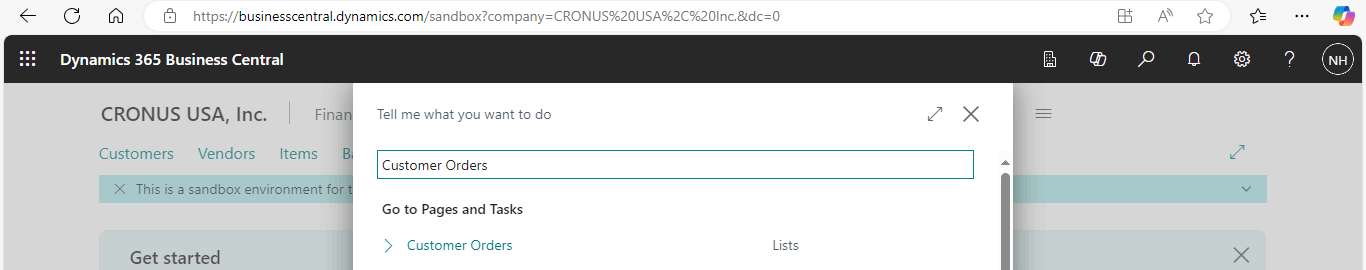 https://businesscentral.dynamics.com/sandbox?company=CRONUS%20USA%2C%20Inc.&dc=0
Dynamics 365 Business Central
NH
Tell me what you want to do
CRONUS USA, Inc.
Finan
Customers Vendors Items Ba
Customer Orders
This is a sandbox environment for t
Go to Pages and Tasks
Customer Orders Lists
Get started